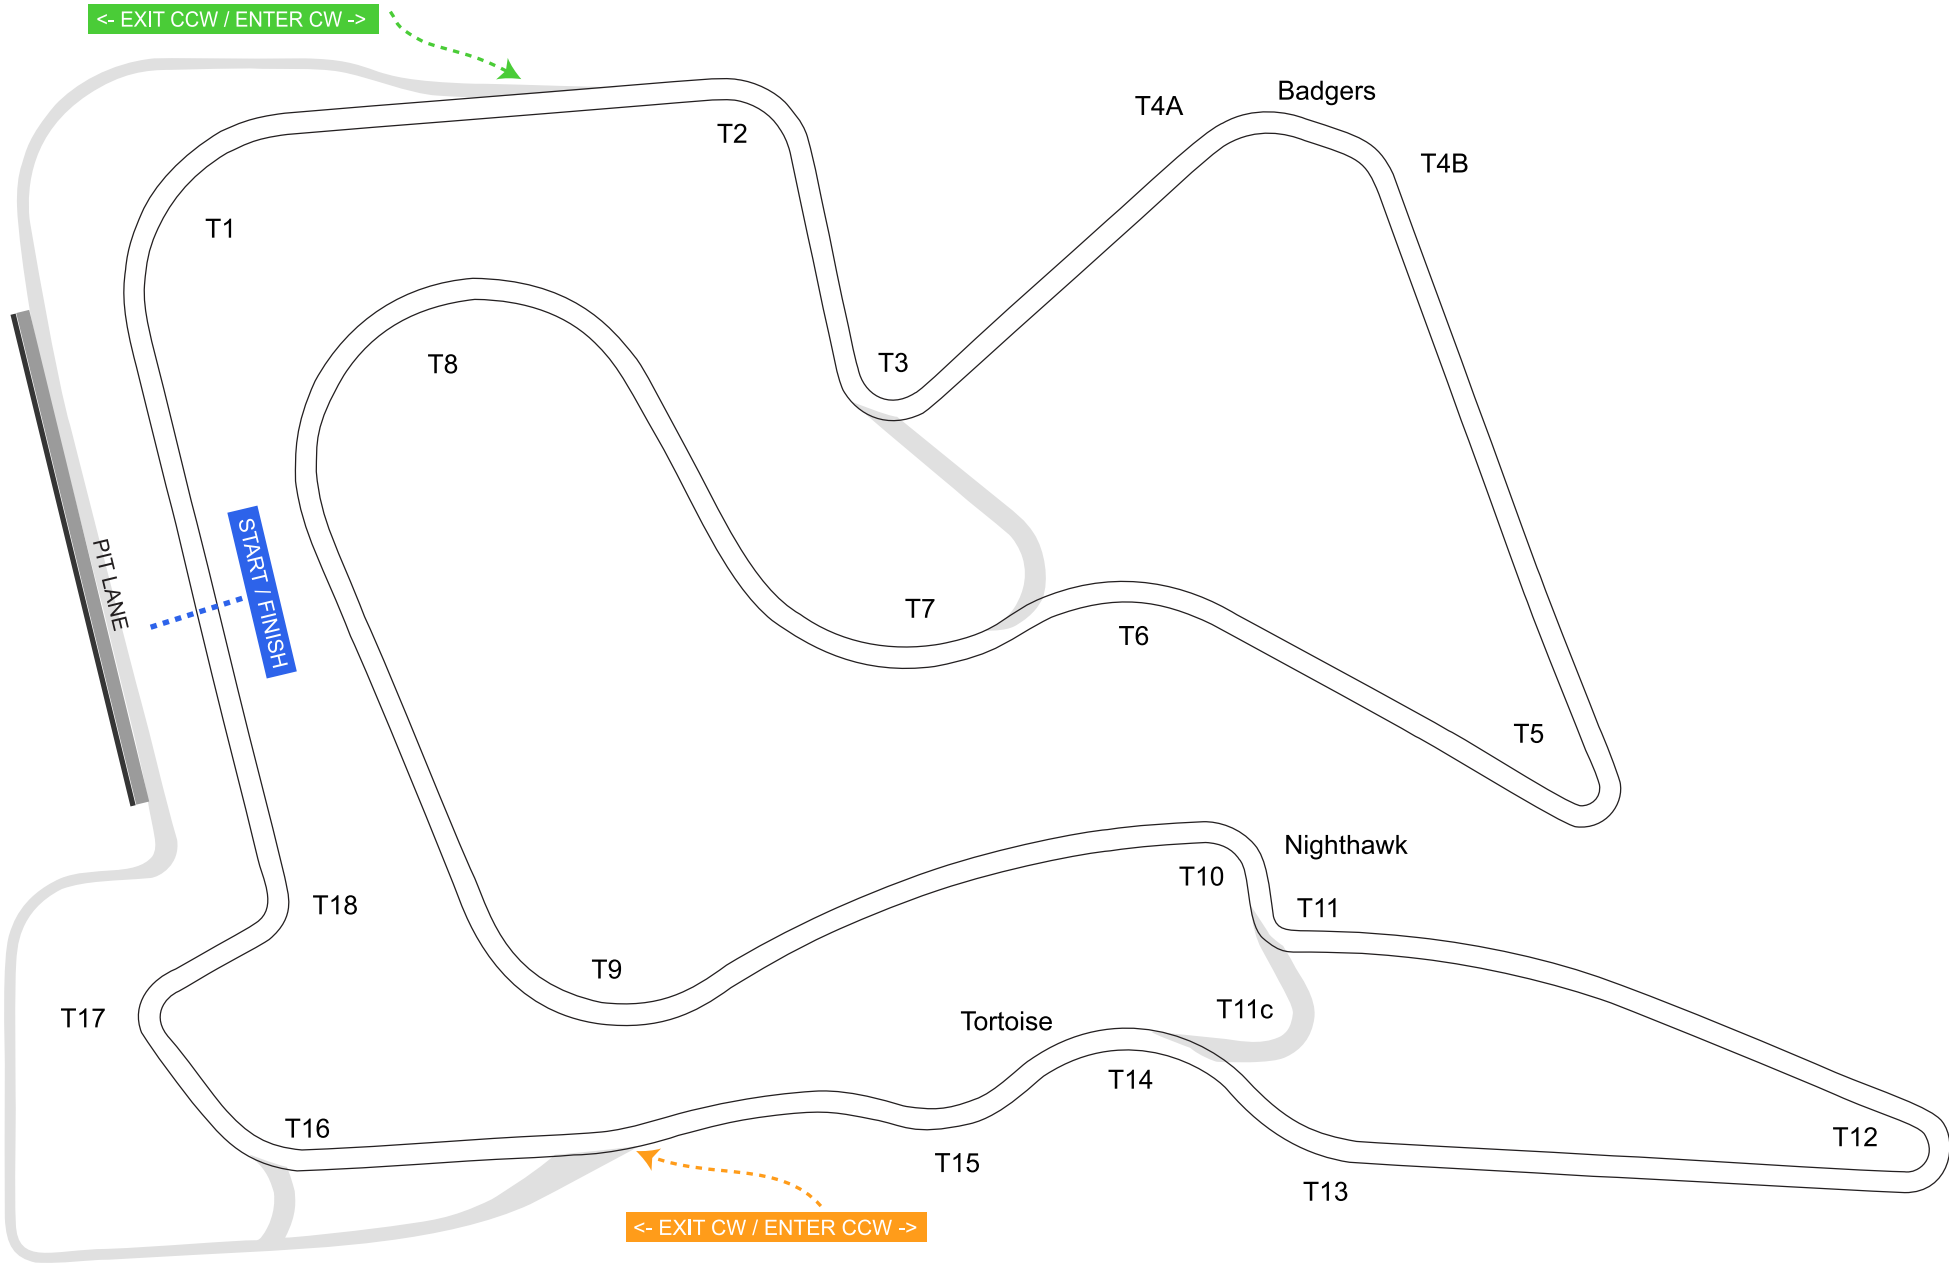 <- EXIT CCW / ENTER CW ->
Badgers
T4A
T2
T4B
T1
T3
T8
START / FINISH
PIT LANE
T7
T6
T5
Nighthawk
T10
T18
T11
T9
T17
T11c
Tortoise
T14
T16
T12
T15
T13
<- EXIT CW / ENTER CCW ->